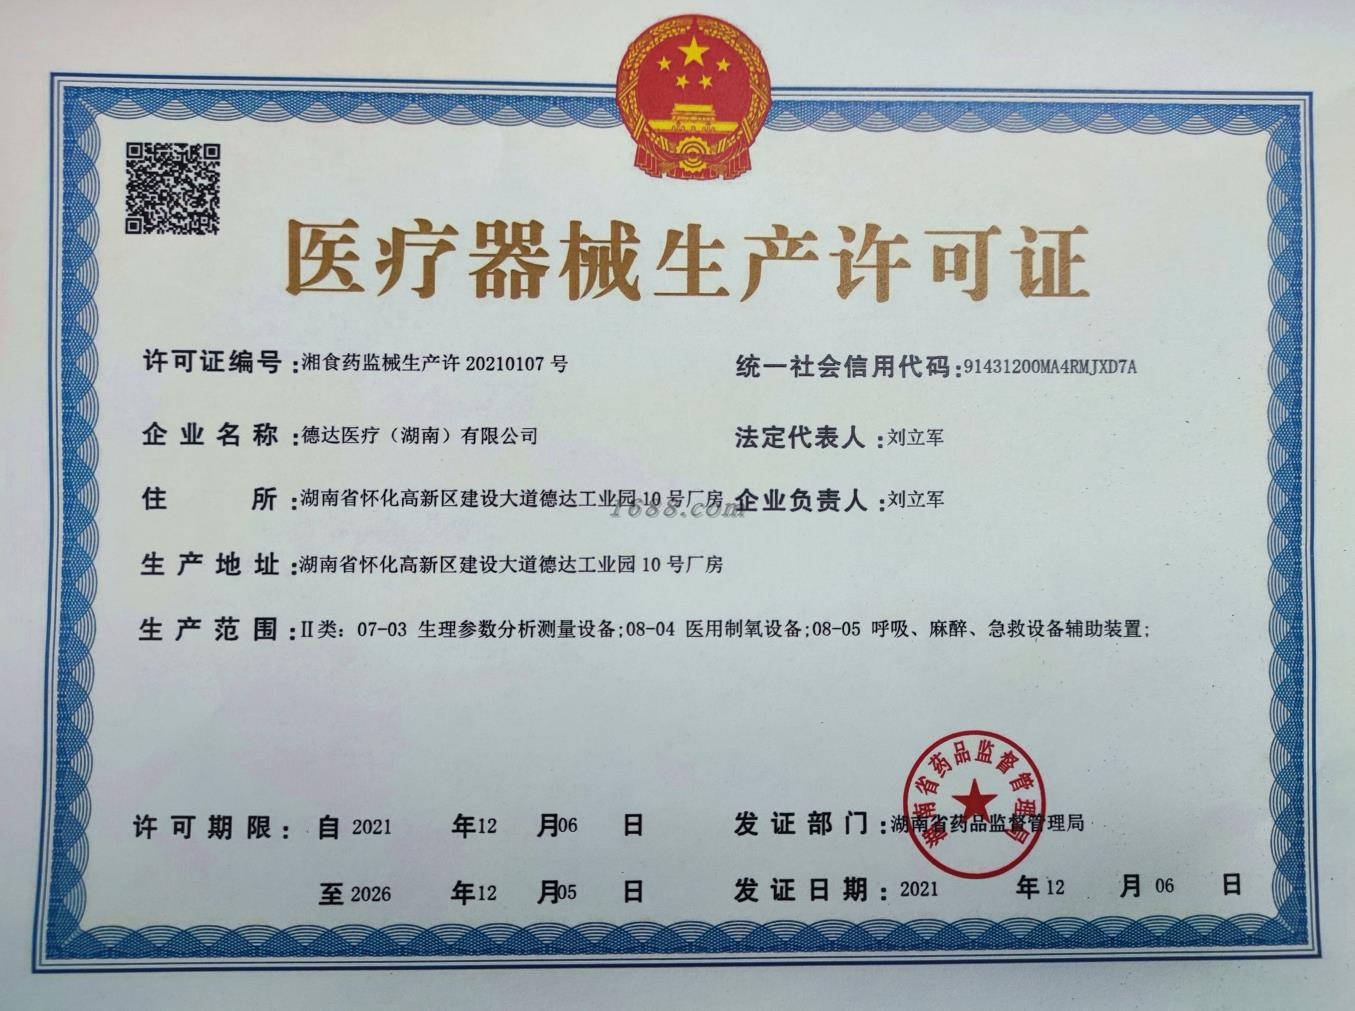 医疗器械生产许可证
许可证编号：湘食药监械生产许 20210107 号
统一社会信用代码：91431200MA4RMJXD7A
企业名称：德达医疗（湖南）有限公司
法定代表人：刘立军
住所：湖南省怀化高新区建设大道德达工业园 10 号厂房
企业负责人：刘立军
1688.com
生产地址：湖南省怀化高新区建设大道德达工业园 10 号厂房
生产范围：II类：07-03 生理参数分析测量设备;08-04 医用制氧设备;08-05 呼吸、麻醉、急救设备辅助装置;
许可期限：自 2021 年 12 月 06 日
发证部门：湖南省药品监督管理局
湖南省药品监督管理局
至 2026 年 12 月 05 日
发证日期：2021 年 12 月 06 日